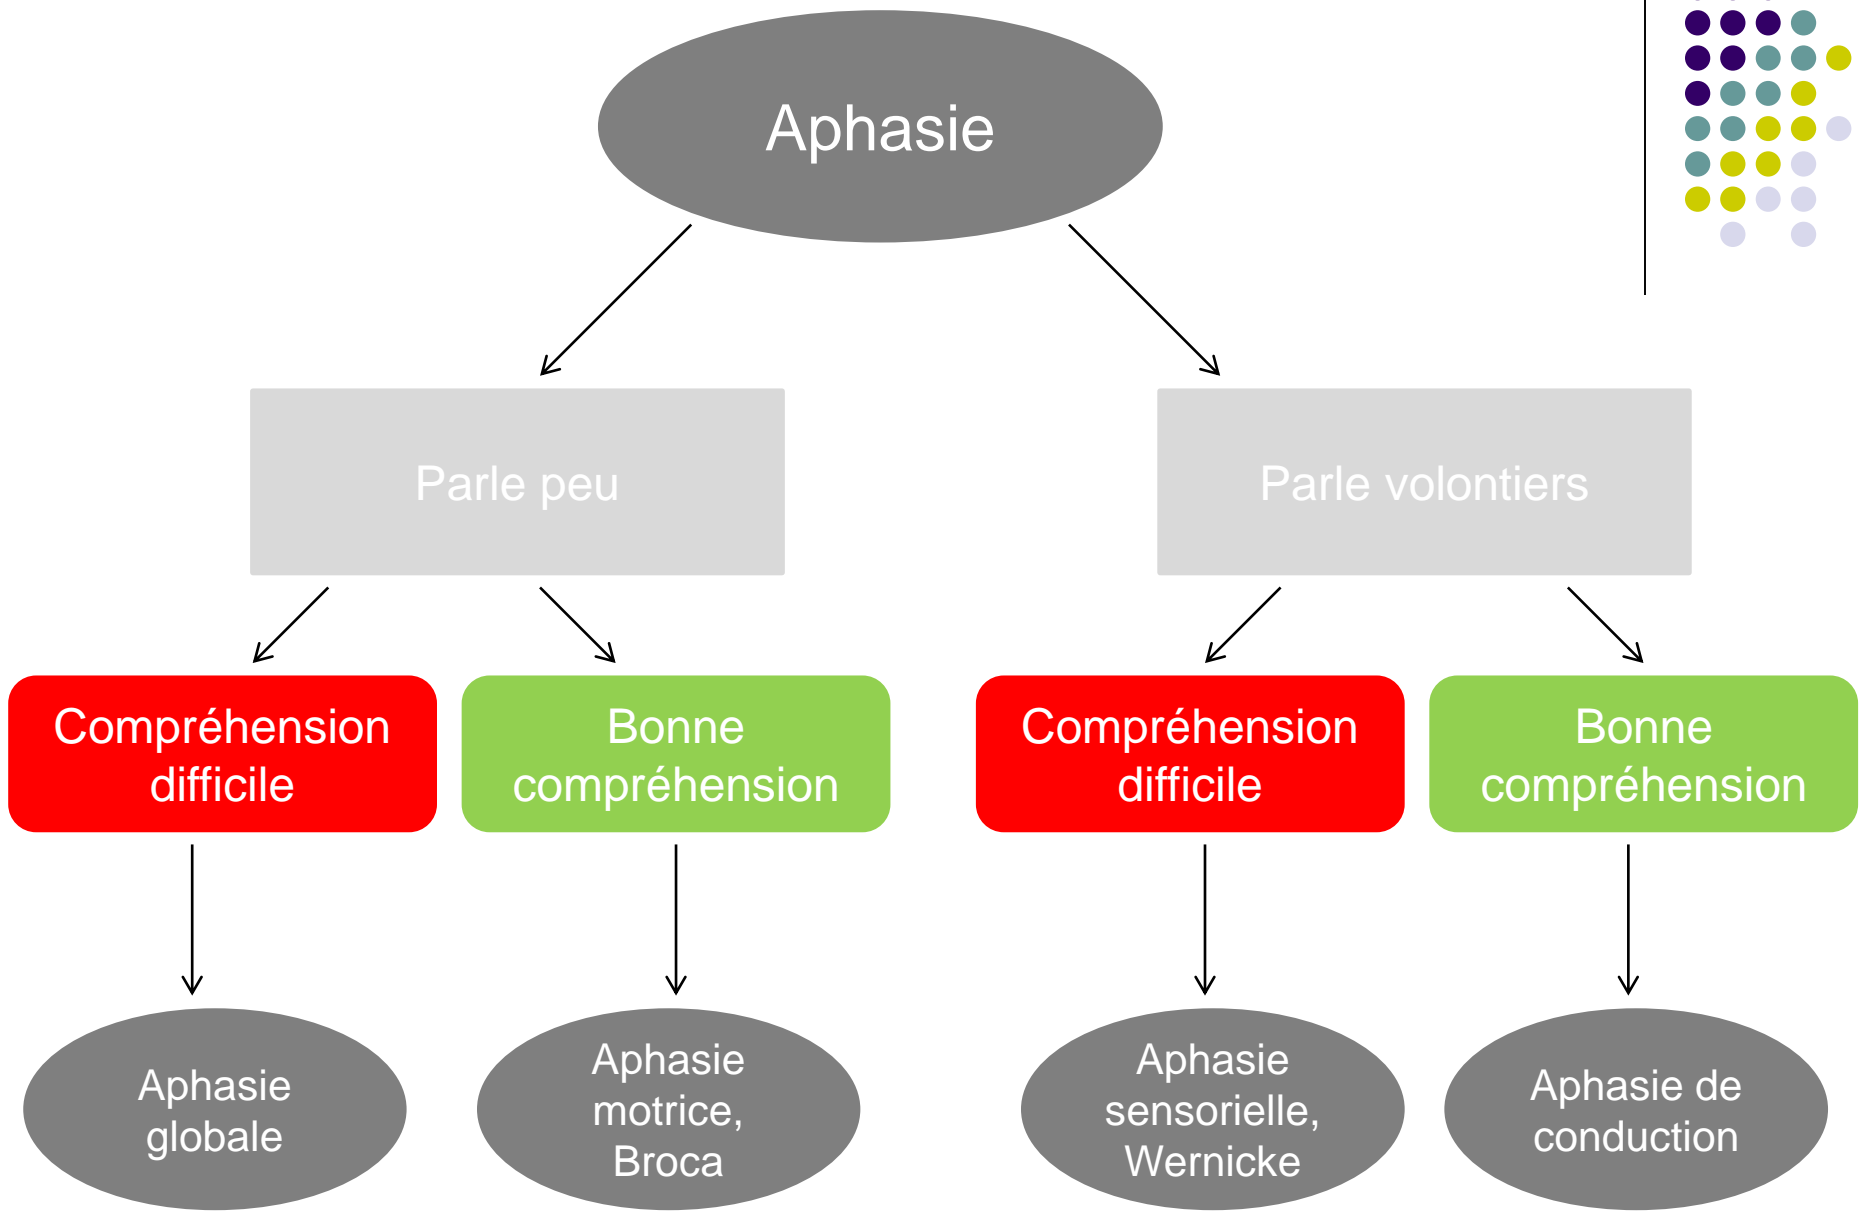 Aphasie
Parle peu
Parle volontiers
Compréhension
difficile
Bonne
compréhension
Compréhension
difficile
Bonne
compréhension
Aphasie
globale
Aphasie
motrice,
Broca
Aphasie
sensorielle,
Wernicke
Aphasie de
conduction